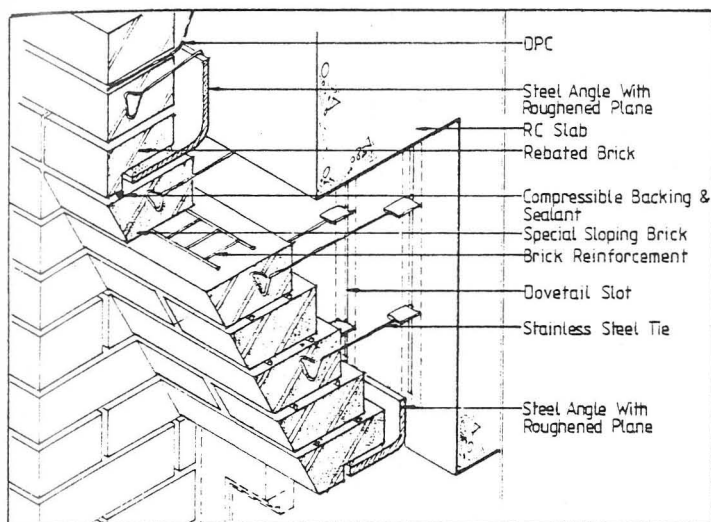 DPC
Steel Angle With
Roughened Plane
RC Slab
Rebated Brick
Compressible Backing &
Sealant
Special Sloping Brick
Brick Reinforcement
Dovetail Slot
Stainless Steel Tie
Steel Angle With
Roughened Plane